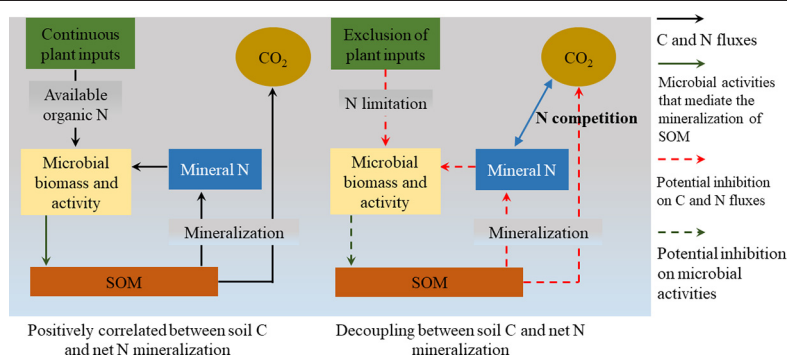 Continuous
plant inputs
CO2
Available
organic N
Microbial
biomass and
activity
Mineral N
Mineralization
SOM
Positively correlated between soil C
and net N mineralization
Exclusion of
plant inputs
CO2
N limitation
N competition
Microbial
biomass and
activity
Mineral N
Mineralization
SOM
Decoupling between soil C and net N
mineralization
C and N fluxes
Microbial activities
that mediate the
mineralization of
SOM
Potential inhibition
on C and N fluxes
Potential inhibition
on microbial
activities